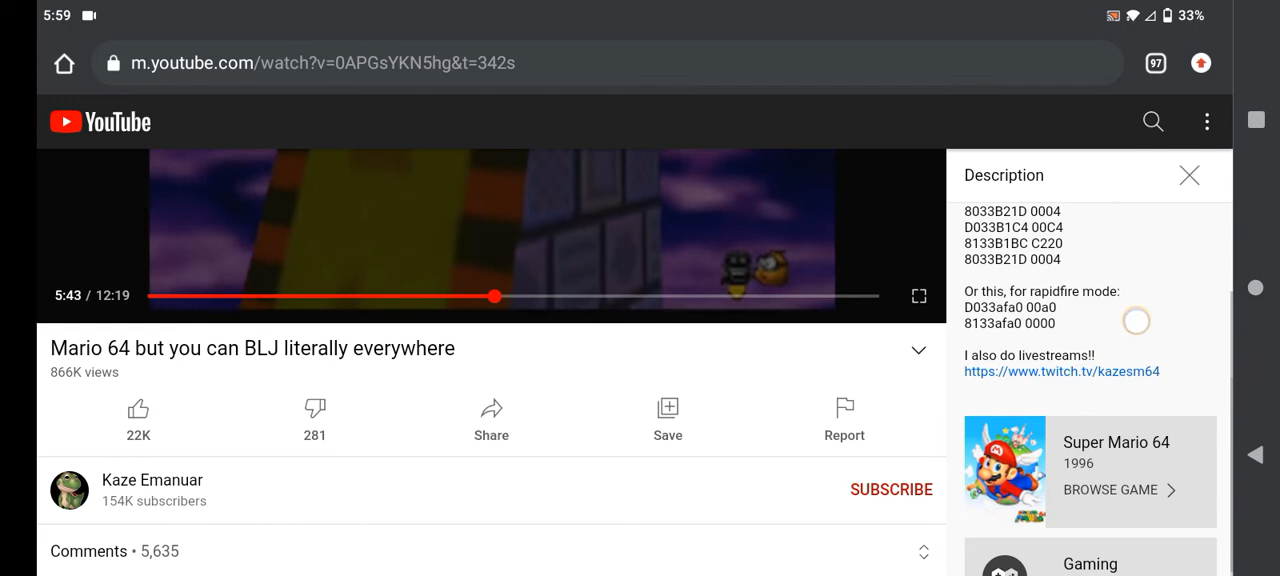 5:59
33%
m.youtube.com/watch?v=0APGsYKN5hg&t=342s
97
YouTube
5:43 / 12:19
Mario 64 but you can BLJ literally everywhere
866K views
22K
281
Share
Save
Report
Kaze Emanuar
154K subscribers
SUBSCRIBE
Comments • 5,635
Description
8033B21D 0004
D033B1C4 00C4
8133B1BC C220
8033B21D 0004
Or this, for rapidfire mode:
D033afa0 00a0
8133afa0 0000
I also do livestreams!!
https://www.twitch.tv/kazesm64
Super Mario 64
1996
BROWSE GAME
Gaming